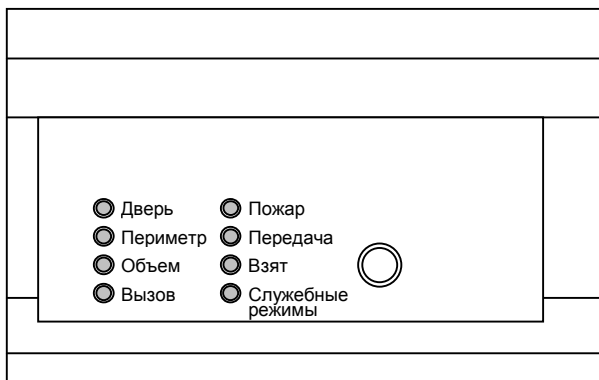 Дверь
Периметр
Объем
Вызов
Пожар
Передача
Взят
Служебные
режимы